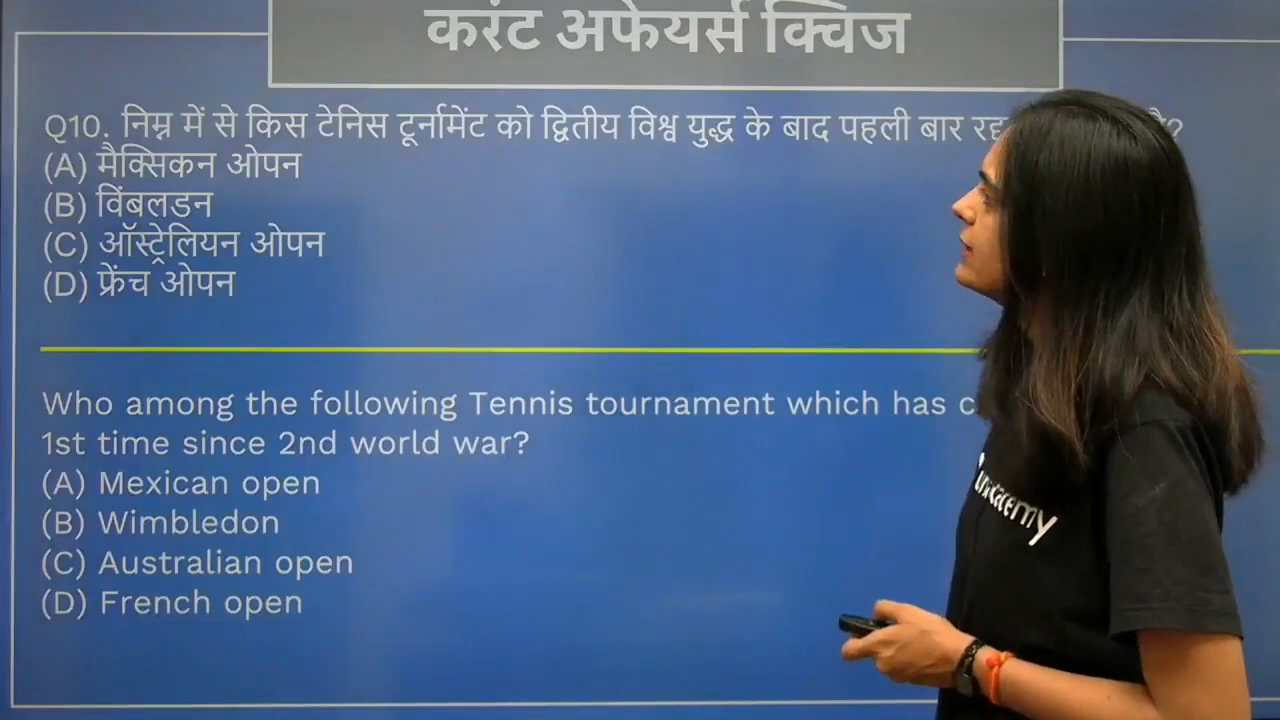 करंट अफेयर्स क्विज
Q10. निम्न में से किस टेनिस टूर्नामेंट को द्वितीय विश्व युद्ध के बाद पहली बार
(A) मैक्सिकन ओपन
(B) विंबलडन
(C) ऑस्ट्रेलियन ओपन
(D) फ्रेंच ओपन
Who among the following Tennis tournament which has
1st time since 2nd world war?
(A) Mexican open
(B) Wimbledon
(C) Australian open
(D) French open